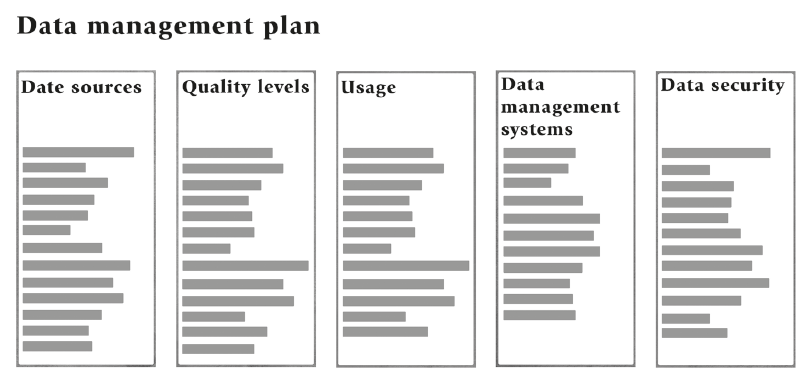 Data management plan
Date sources
Quality levels
Usage
Data
management
systems
Data security